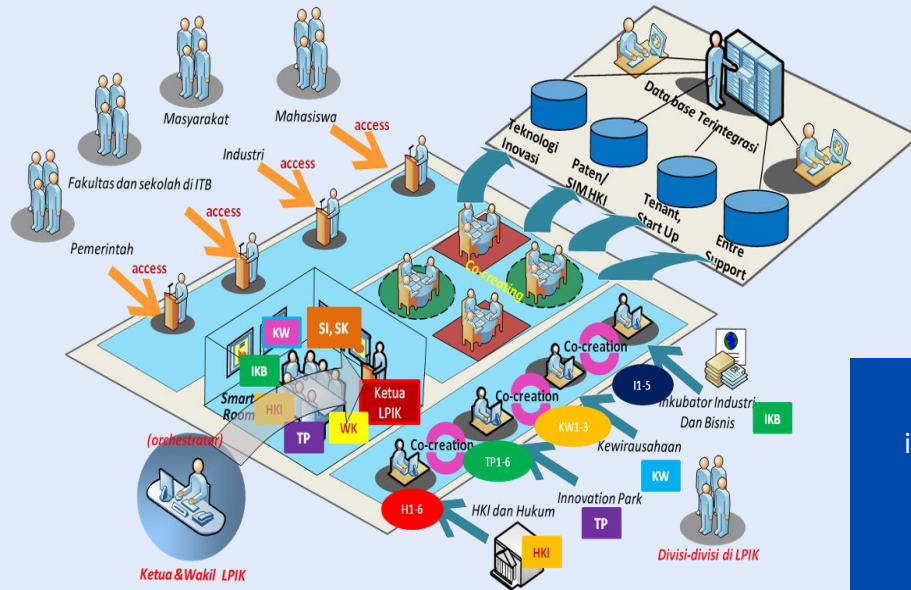 Masyarakat
Mahasiswa
Industri
access
Fakultas dan sekolah di ITB
access
access
Pemerintah
access
Data base Terintegrasi
Teknologi
Inovasi
Paten/
SIM HKI
Tenant,
Start Up
Entre
Support
Co-creating
KW
SI, SK
IKB
Smart
Room
HKI
Ketua
LPIK
TP
WK
(orchestrator)
Ketua & Wakil LPIK
Co-creation
Co-creation
Co-creation
I1-5
KW1-3
TP1-6
H1-6
Inkubator Industri
Dan Bisnis
IKB
Kewirausahaan
KW
Innovation Park
TP
HKI dan Hukum
HKI
Divisi-divisi di LPIK
i